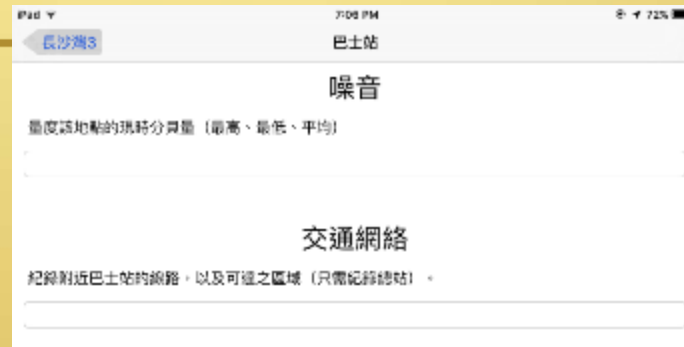 iPad 7:06 PM 72%
長沙灣3 巴士站
噪音
量度該地點的現時分貝量（最高、最低、平均）
交通網絡
紀錄附近巴士站的線路，以及可達之區域（只需紀錄總站）。